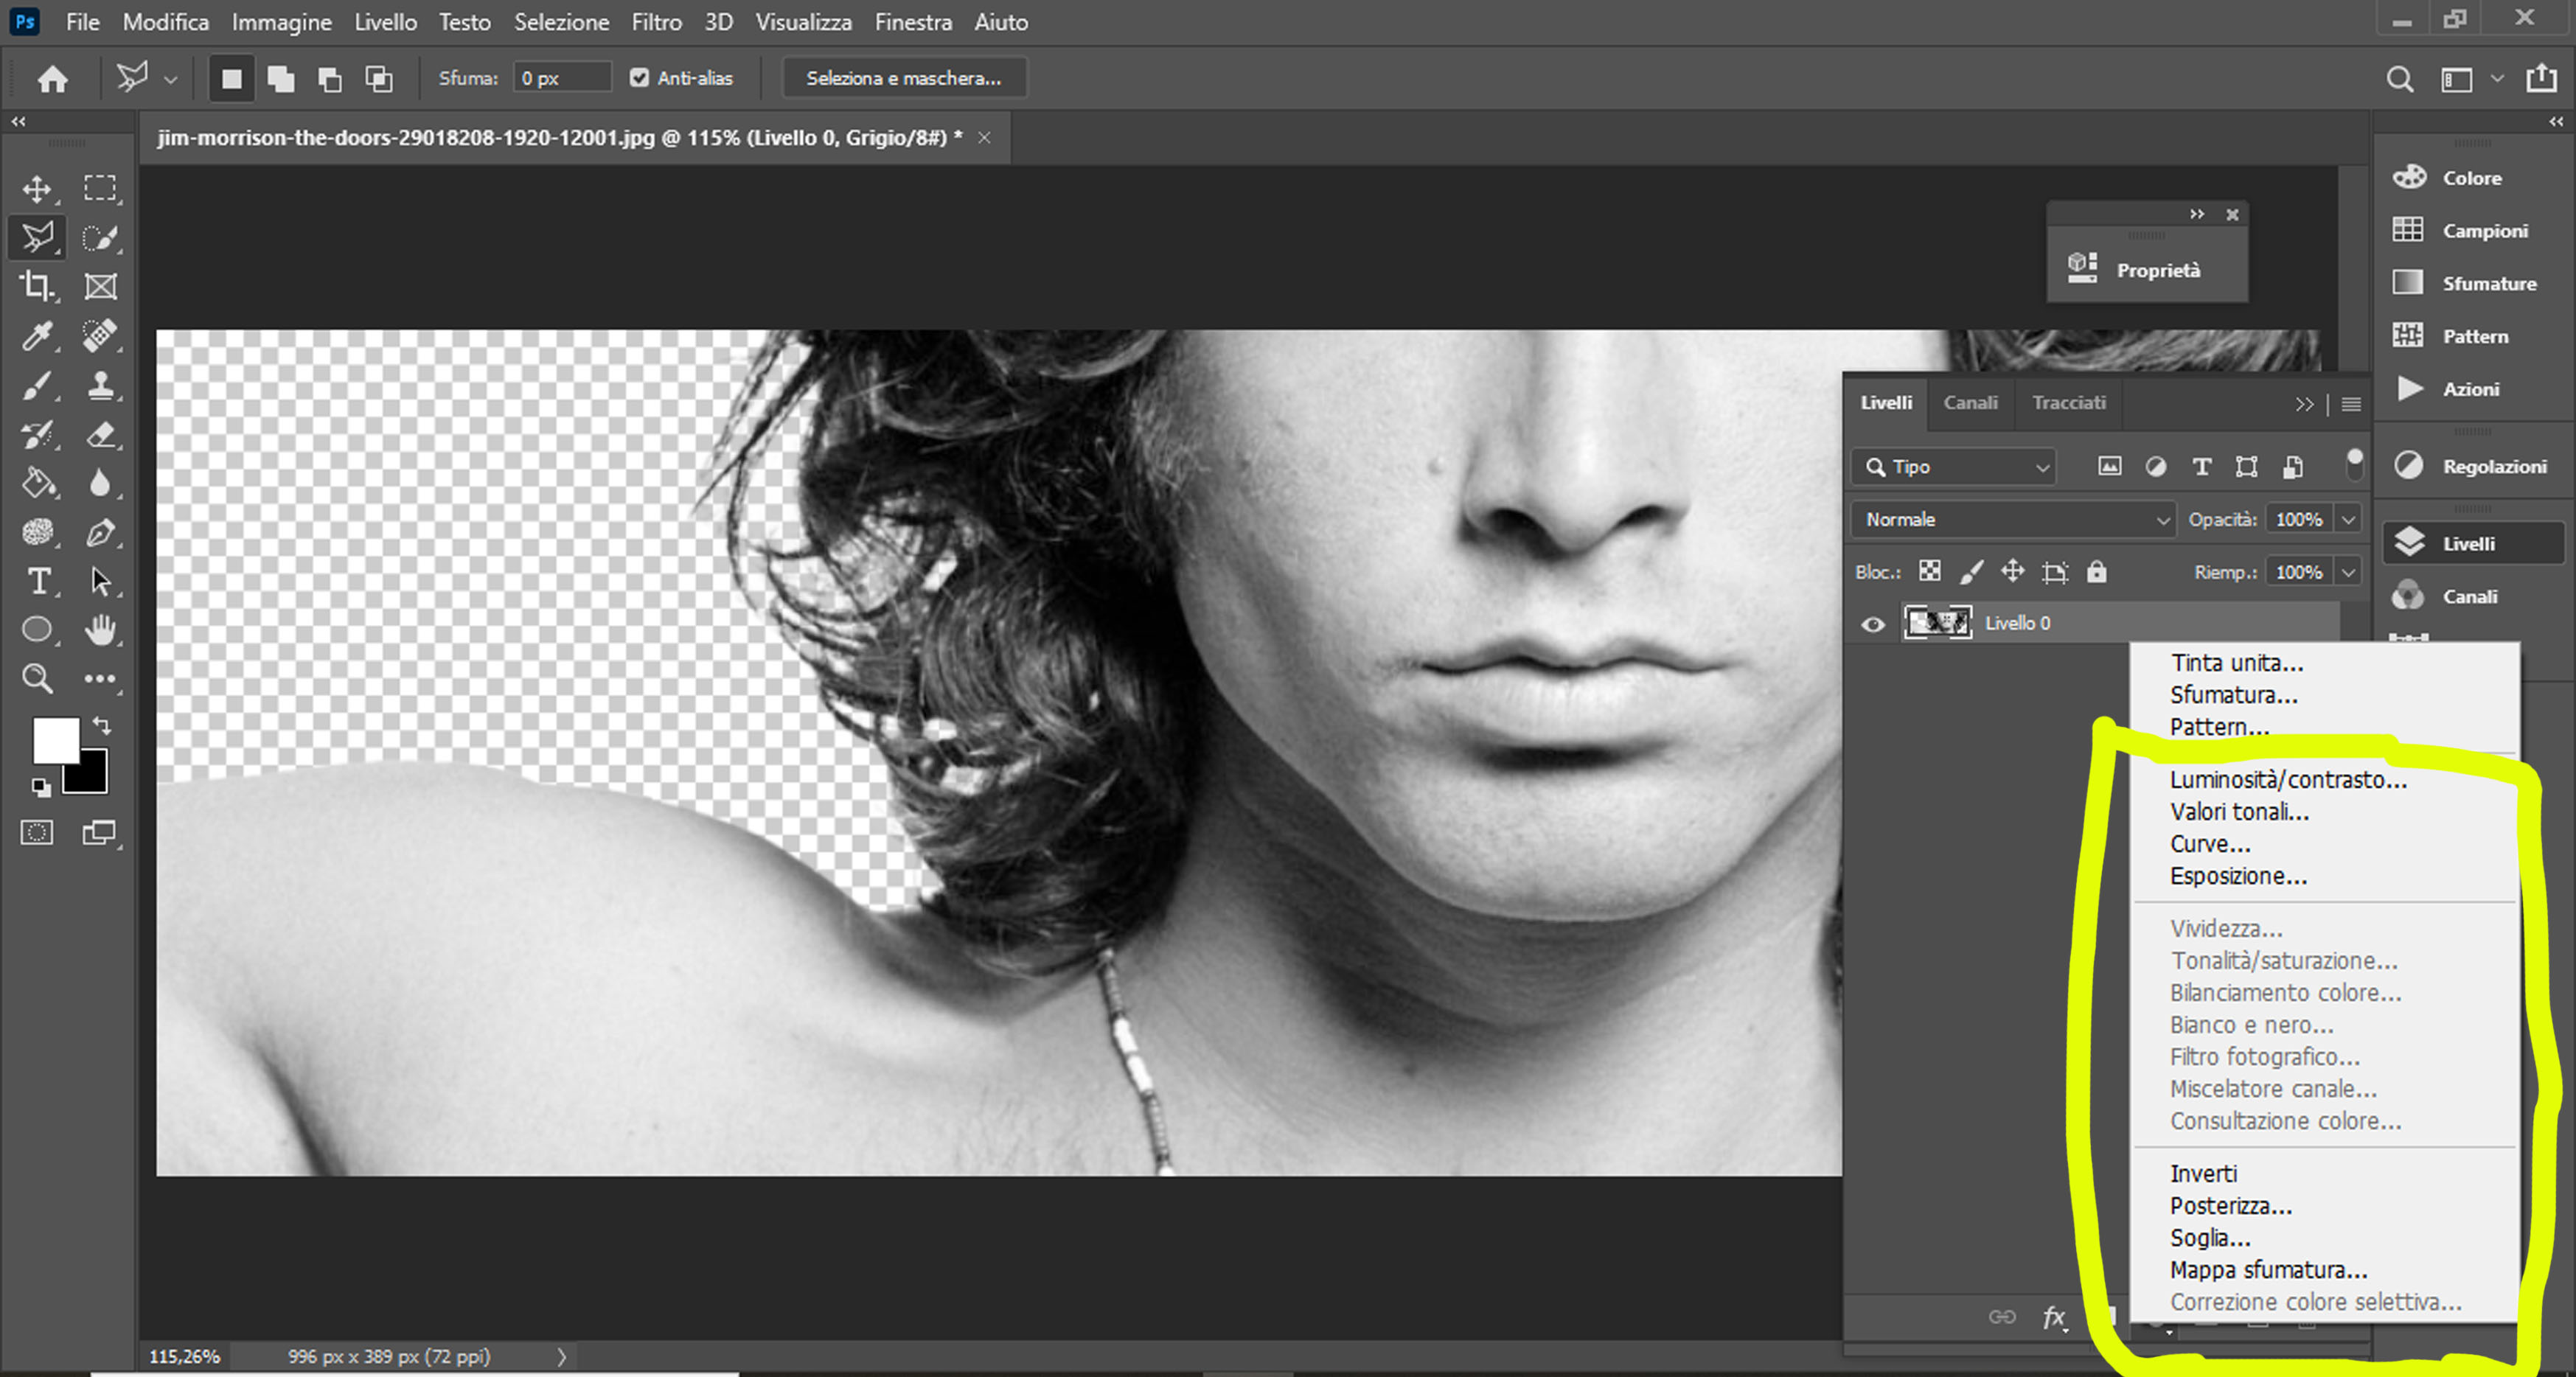 Ps File Modifica Immagine Livello Testo Selezione Filtro 3D Visualizza Finestra Aiuto
Sfuma: 0 px Anti-alias Seleziona e maschera...
jim-morrison-the-doors-29018208-1920-12001.jpg @ 115% (Livello 0, Grigio/8#) *
Proprietà
Colore
Campioni
Sfumature
Pattern
Azioni
Regolazioni
Livelli
Canali
Livelli Canali Tracciati
Tipo
Normale Opacità: 100%
Bloc.: Riemp.: 100%
Livello 0
Tinta unita...
Sfumatura...
Pattern...
Luminosità/contrasto...
Valori tonali...
Curve...
Esposizione...
Vividezza...
Tonalità/saturazione...
Bilanciamento colore...
Bianco e nero...
Filtro fotografico...
Miscelatore canale...
Consultazione colore...
Inverti
Posterizza...
Soglia...
Mappa sfumatura...
Correzione colore selettiva...
fx
115,26% 996 px x 389 px (72 ppi)